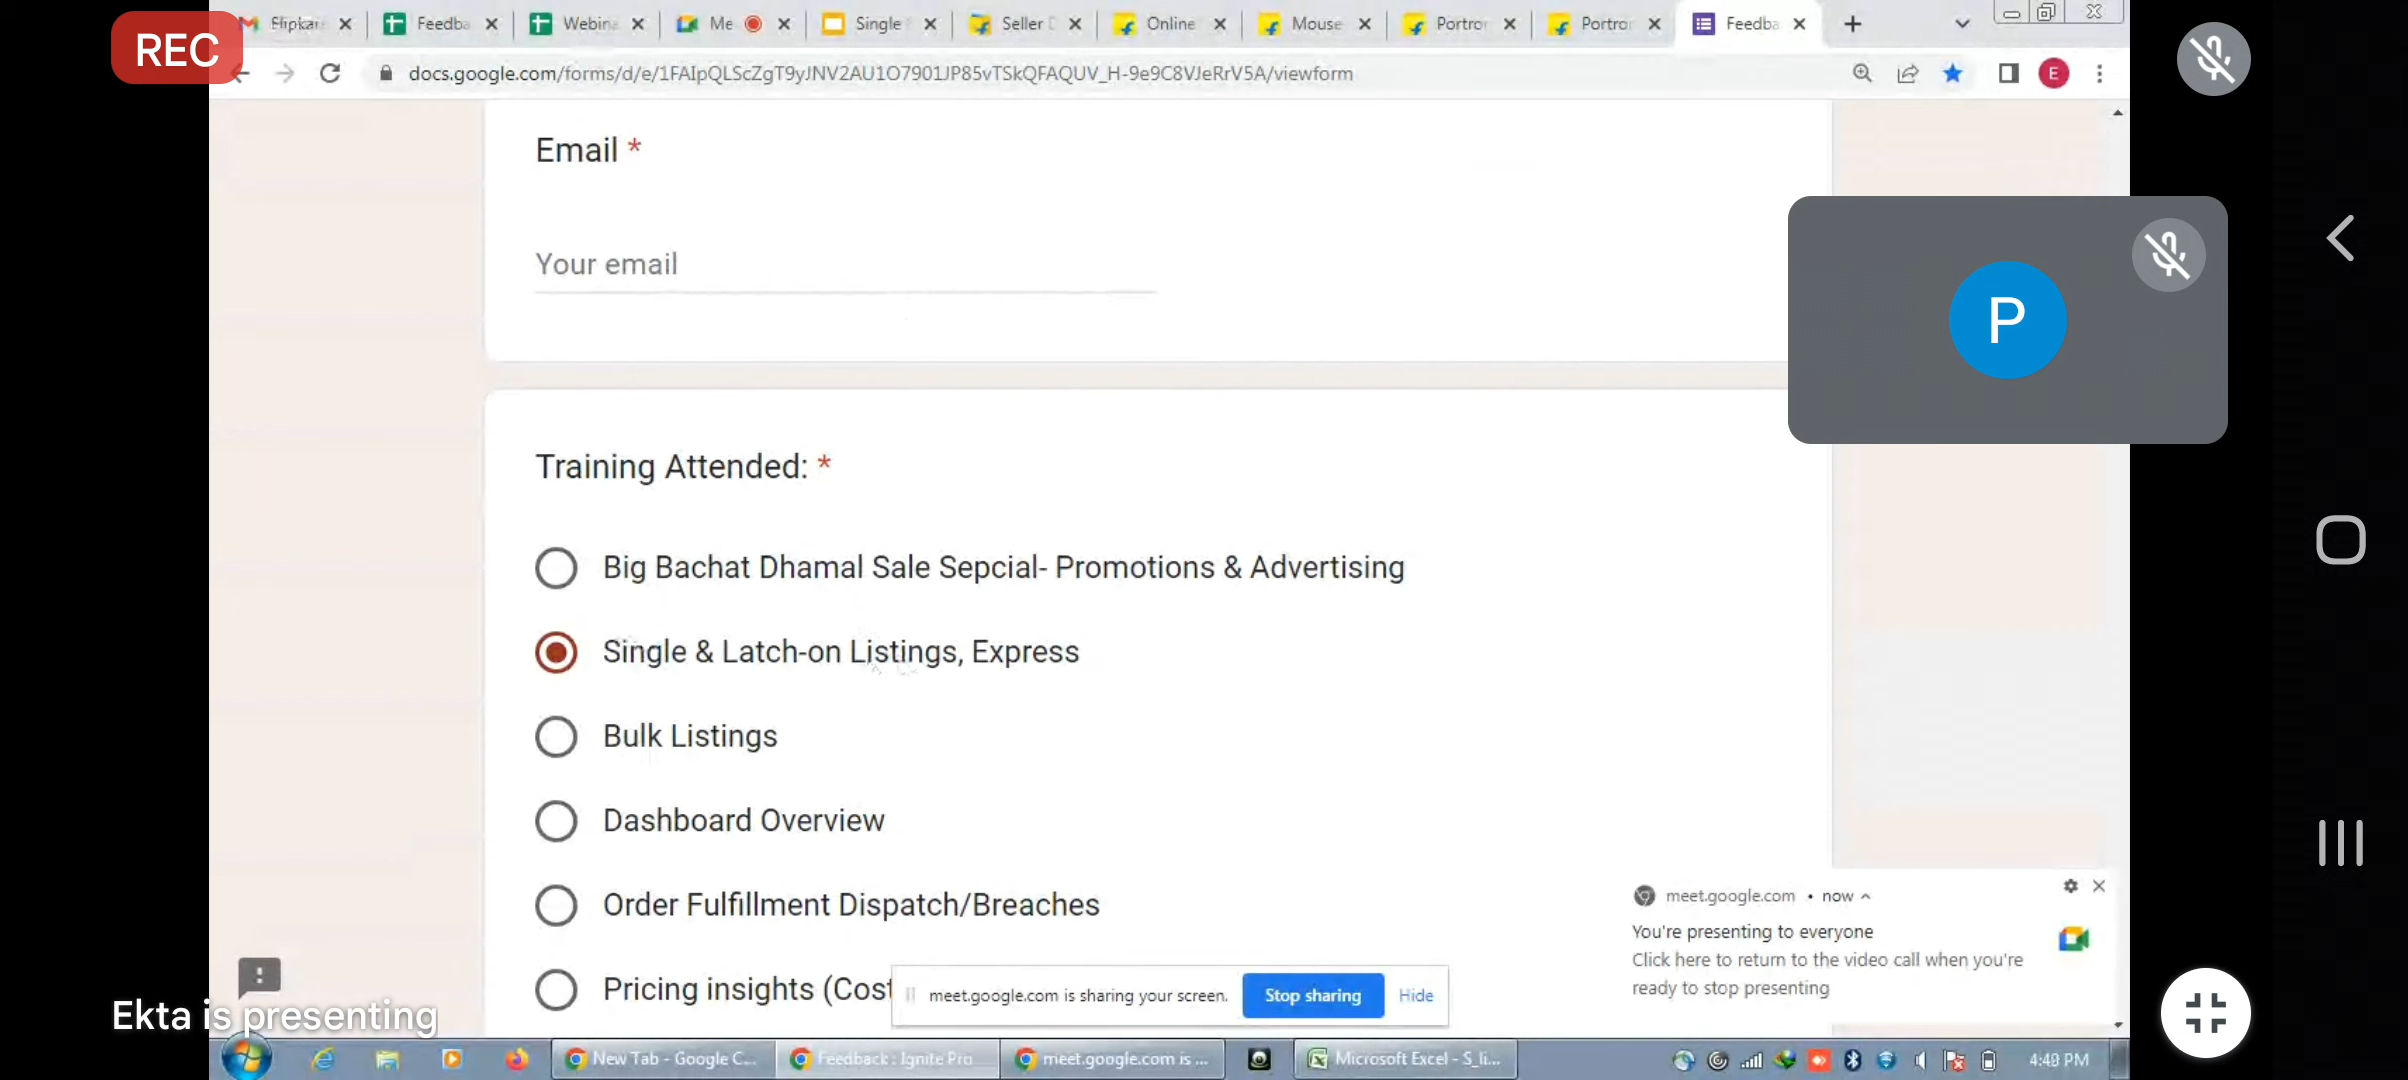 REC
Flipkar
Feedba
Webina
Me
Single
Seller D
Online
Mouse
Portror
Portror
Feedba
docs.google.com/forms/d/e/1FAIpQLScZgT9yJNV2AU1O7901JP85vTSkQFAQUV_H-9e9C8VJeRrV5A/viewform
E
Email *
Your email
P
Training Attended: *
Big Bachat Dhamal Sale Sepcial- Promotions & Advertising
Single & Latch-on Listings, Express
Bulk Listings
Dashboard Overview
Order Fulfillment Dispatch/Breaches
Pricing insights (Cost
meet.google.com • now
You're presenting to everyone
Click here to return to the video call when you're
ready to stop presenting
meet.google.com is sharing your screen. Stop sharing Hide
Ekta is presenting
New Tab - Google C...
Feedback : Ignite Pro
meet.google.com is ...
Microsoft Excel - S_li...
4:49 PM